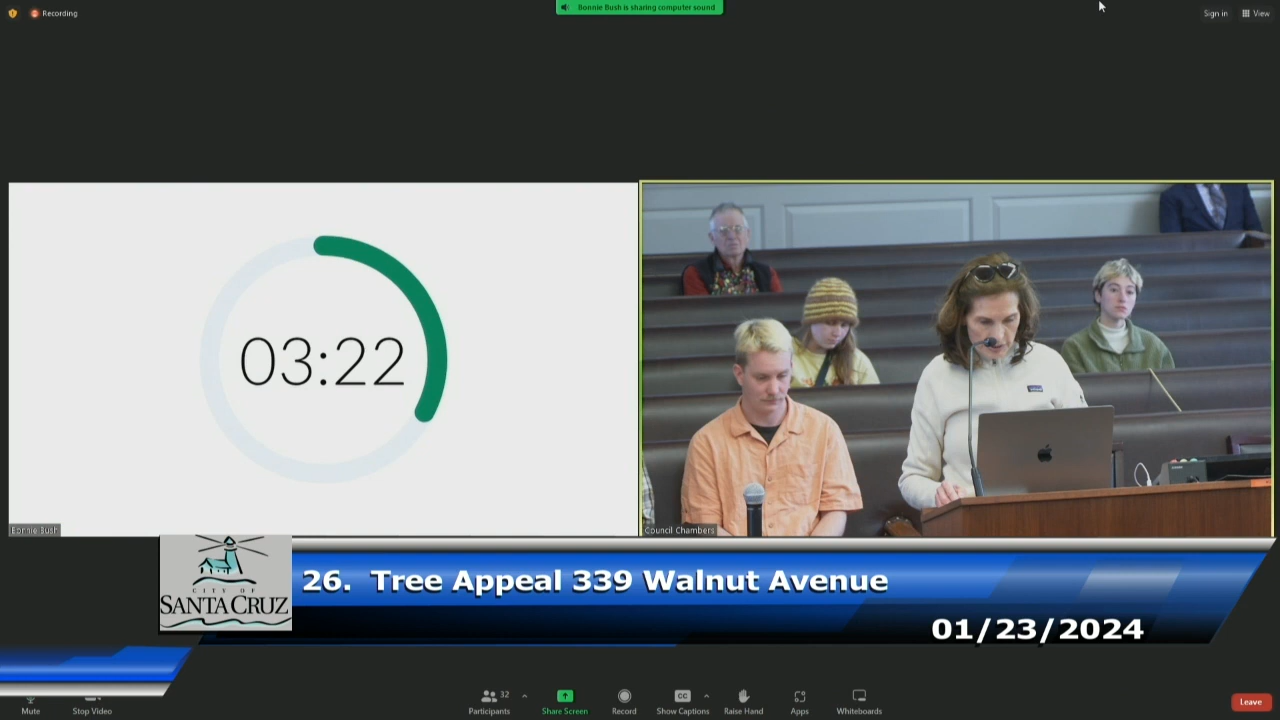 Bonnie Bush is sharing computer sound
Recording
Sign in
View
03:22
Bonnie Bush
Council Chambers
CITY OF
SANTA CRUZ
26. Tree Appeal 339 Walnut Avenue
01/23/2024
Mute
Stop Video
Participants
32
Share Screen
Record
CC
Show Captions
Raise Hand
Apps
Whiteboards
Leave